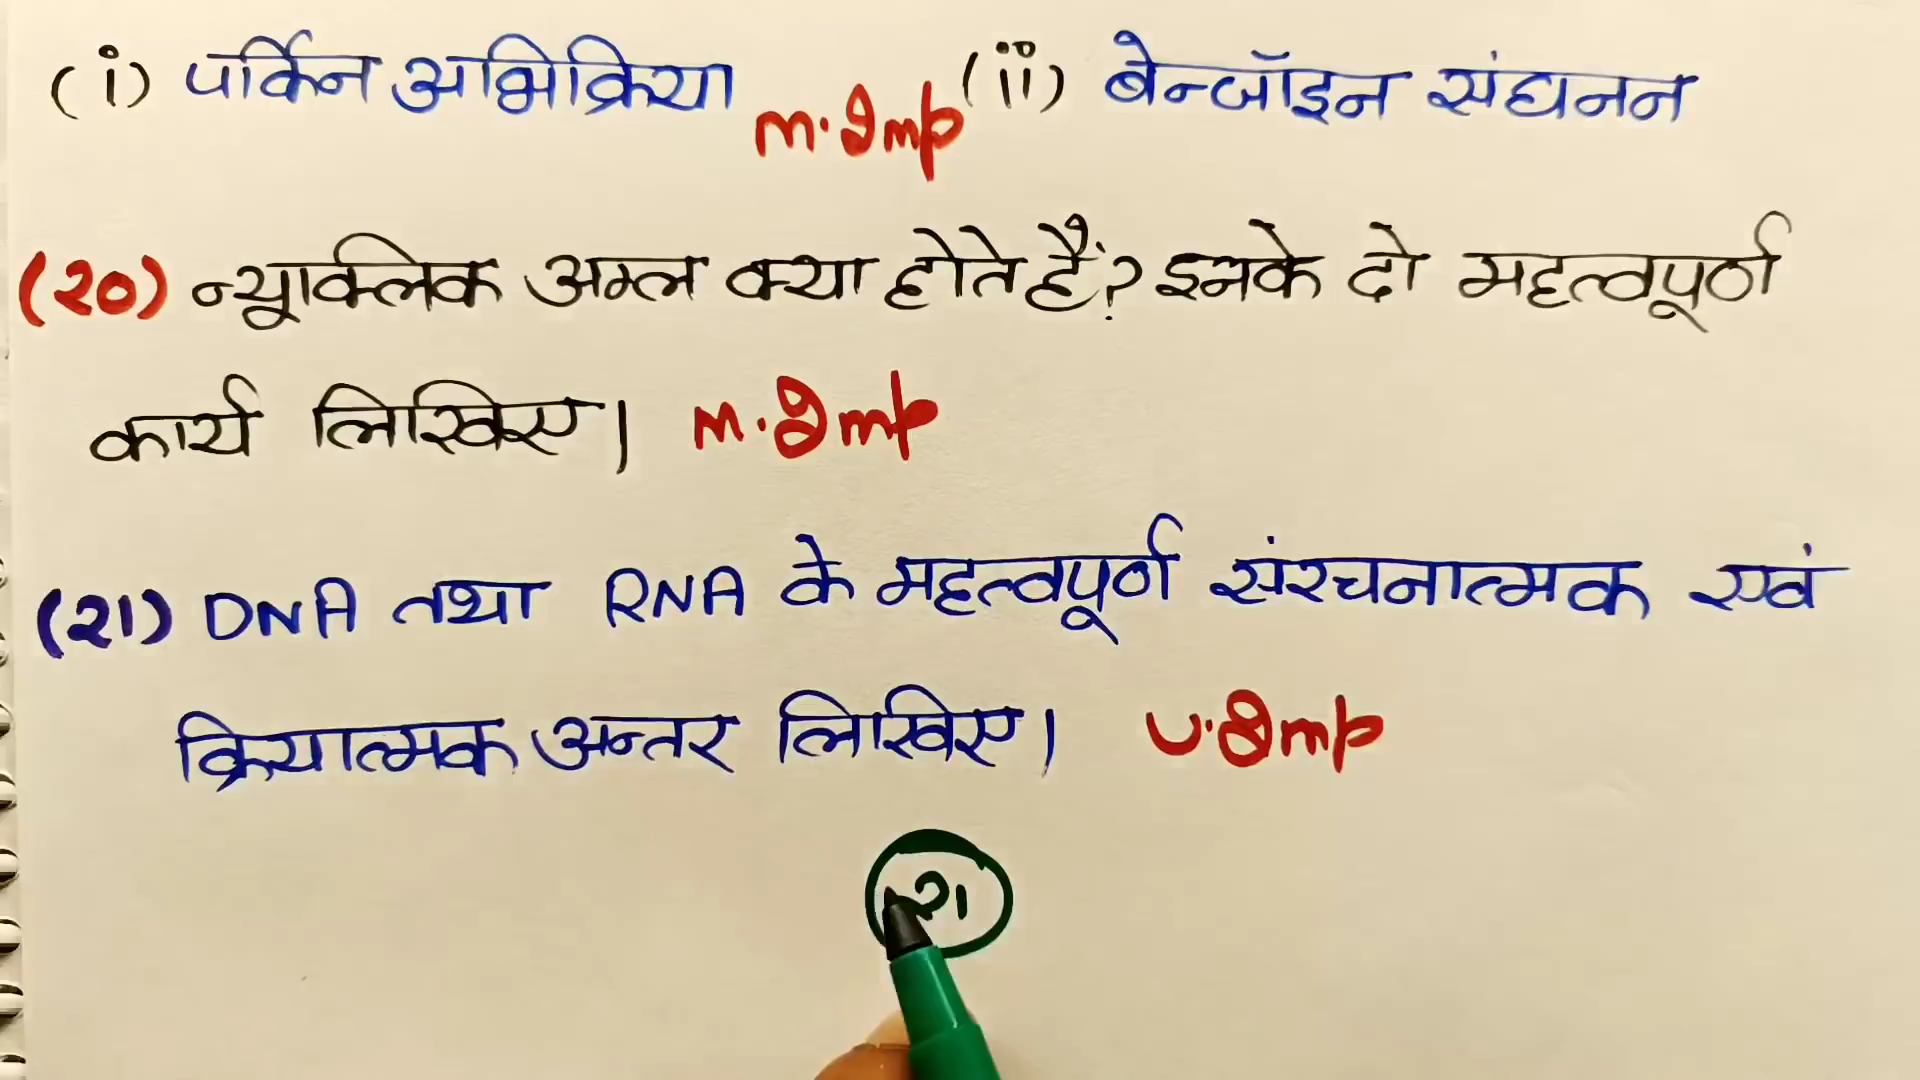 (i) पर्किन अभिक्रिया m.Imp (ii) बेन्जॉइन संघनन
(20) न्यूक्लिक अम्ल क्या होते हैं? इनके दो महत्वपूर्ण
कार्य लिखिए। m.Imp
(21) DNA तथा RNA के महत्वपूर्ण संरचनात्मक एवं
क्रियात्मक अन्तर लिखिए। v.Imp
21